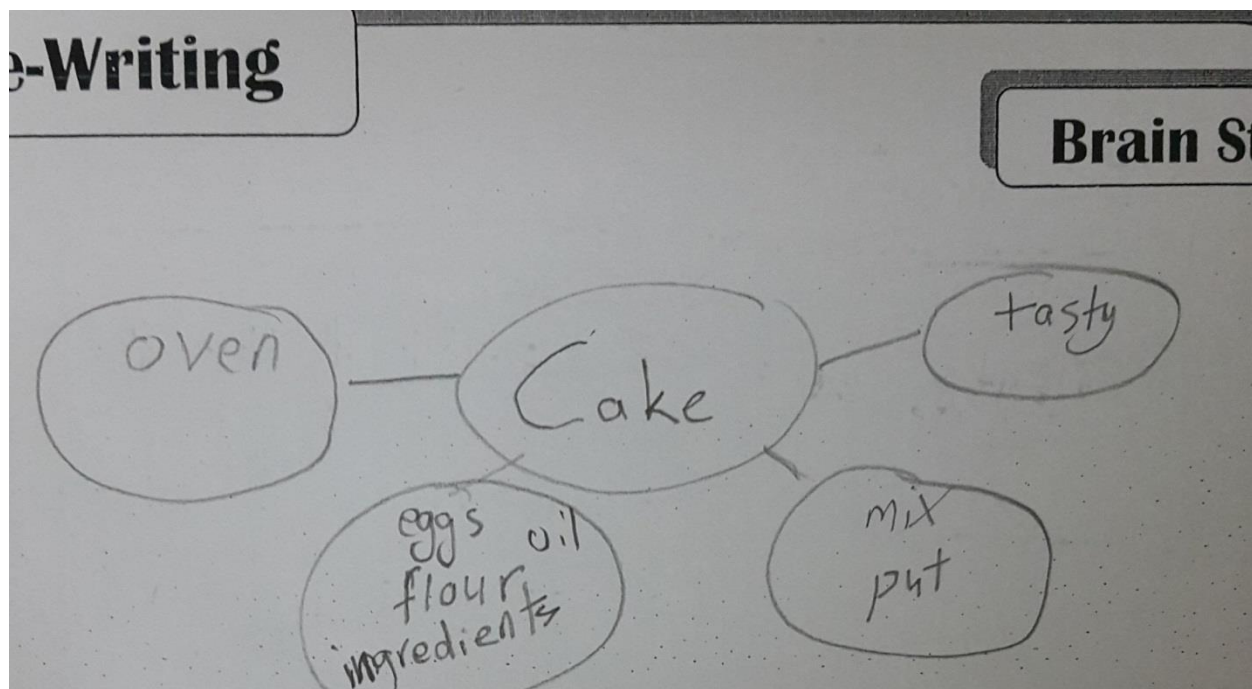 e-Writing
Brain St
tasty
oven
Cake
eggs oil
flour
ingredients
mix
put